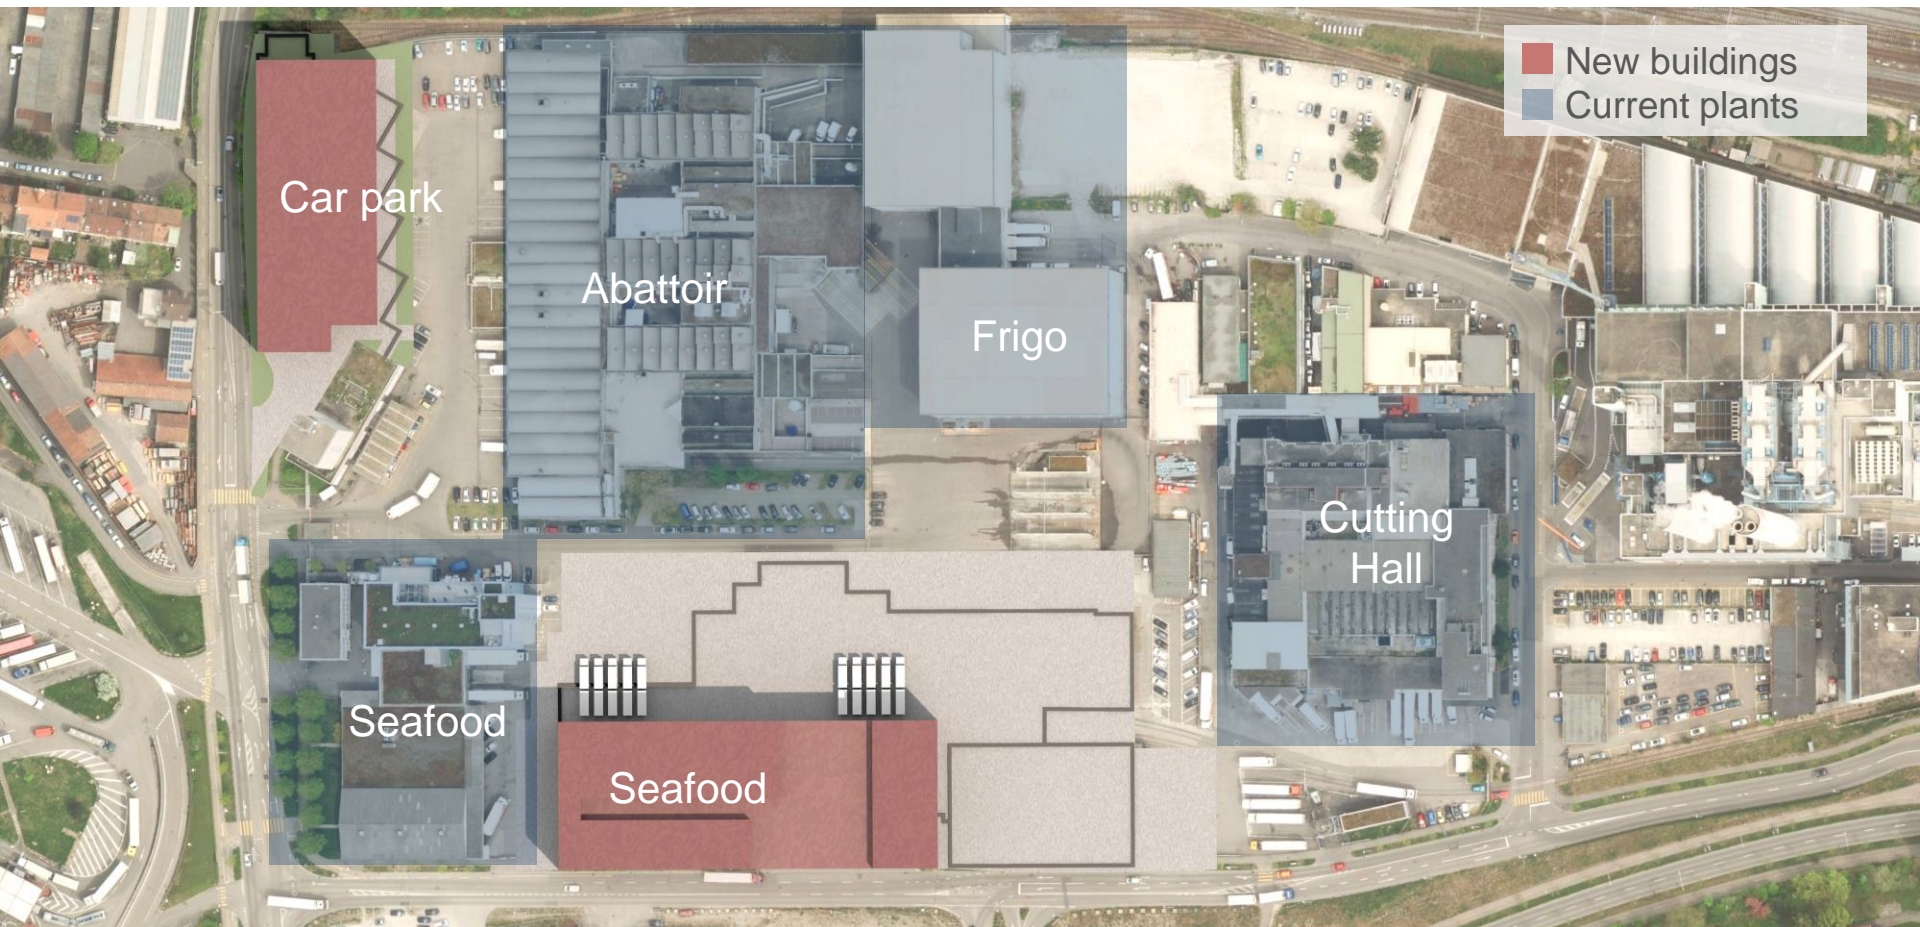 New buildings
Current plants
Car park
Abattoir
Frigo
Cutting
Hall
Seafood
Seafood